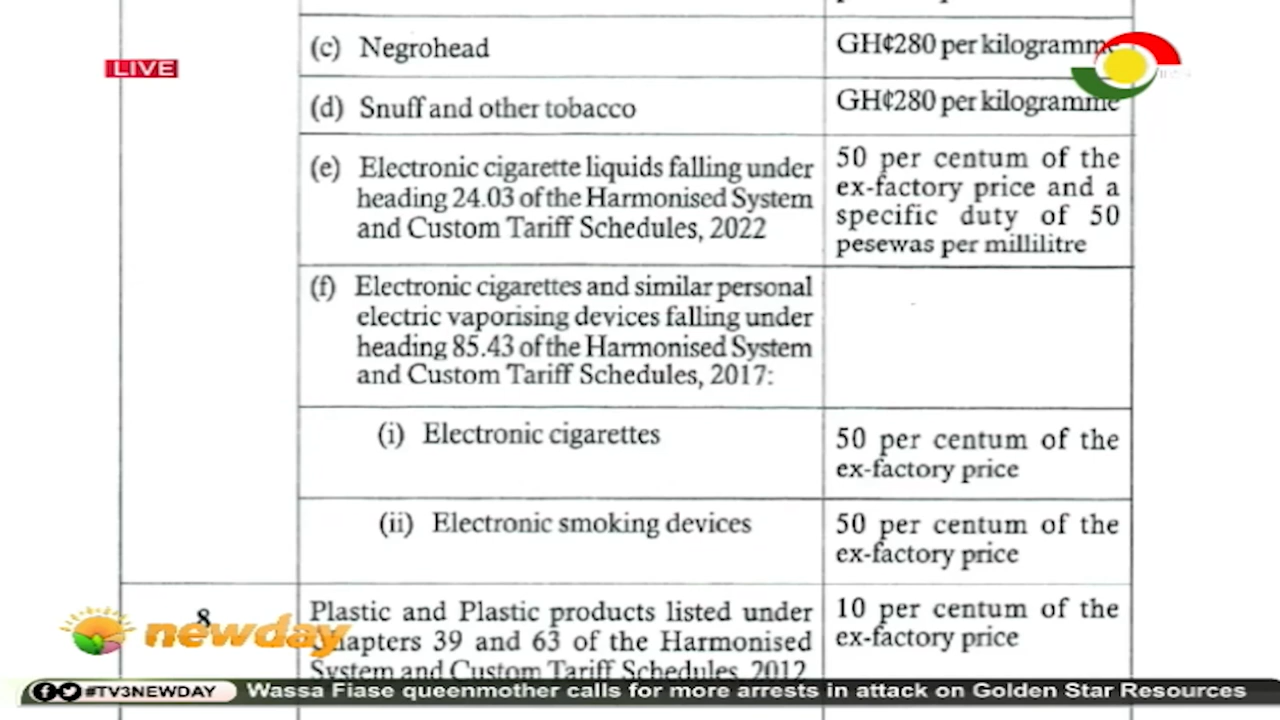 (c) Negrohead
GH¢280 per kilogramme
LIVE
(d) Snuff and other tobacco
GH¢280 per kilogramme
(e) Electronic cigarette liquids falling under
heading 24.03 of the Harmonised System
and Custom Tariff Schedules, 2022
50 per centum of the
ex-factory price and a
specific duty of 50
pesewas per millilitre
(f) Electronic cigarettes and similar personal
electric vaporising devices falling under
heading 85.43 of the Harmonised System
and Custom Tariff Schedules, 2017:
(i) Electronic cigarettes
50 per centum of the
ex-factory price
(ii) Electronic smoking devices
50 per centum of the
ex-factory price
8
Plastic and Plastic products listed under
Chapters 39 and 63 of the Harmonised
System and Custom Tariff Schedules, 2012
10 per centum of the
ex-factory price
newday
#TV3NEWDAY
Wassa Fiase queenmother calls for more arrests in attack on Golden Star Resources